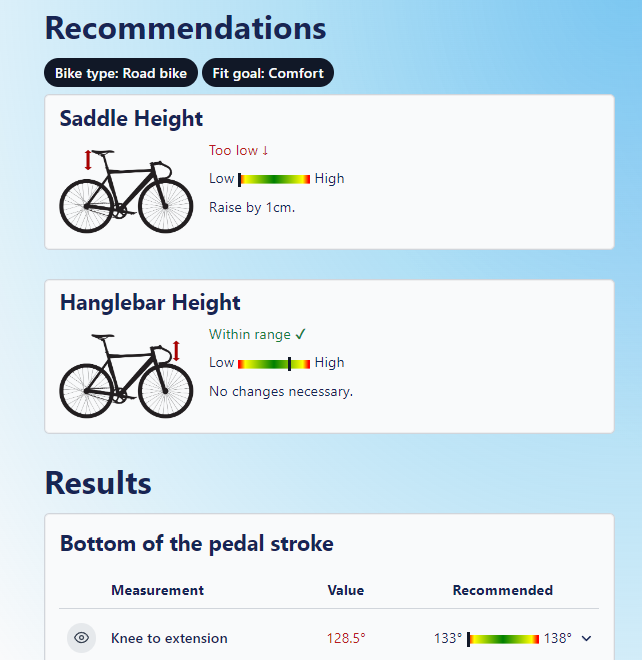 Recommendations
Bike type: Road bike Fit goal: Comfort
Saddle Height
Too low ↓
Low High
Raise by 1cm.
Hanglebar Height
Within range ✓
Low High
No changes necessary.
Results
Bottom of the pedal stroke
Measurement Value Recommended
Knee to extension 128.5° 133° 138°